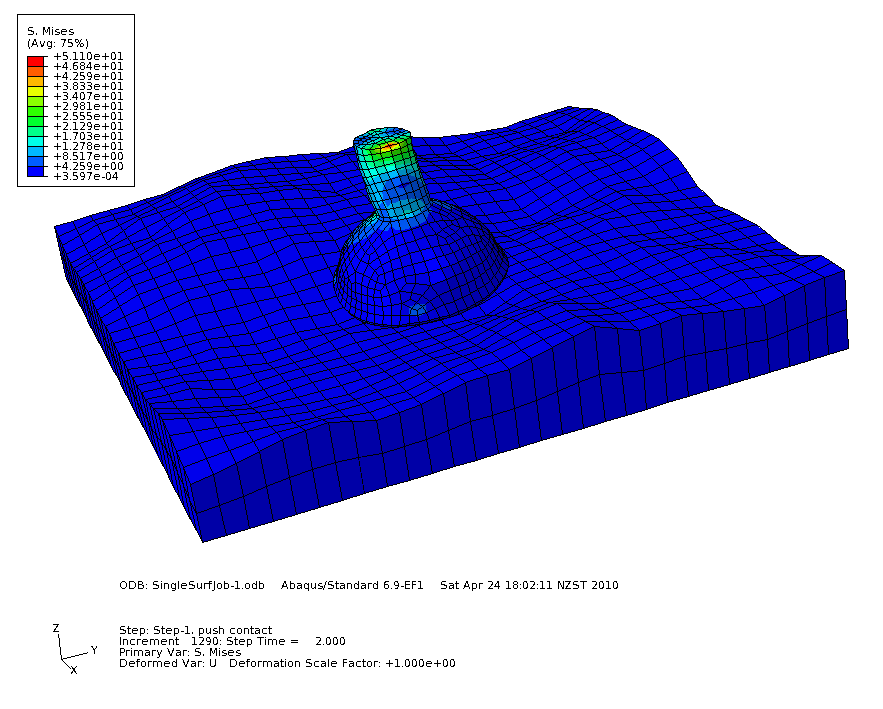 S. Mises
(Avg: 75%)
+5.110e+01
+4.684e+01
+4.259e+01
+3.833e+01
+3.407e+01
+2.981e+01
+2.555e+01
+2.129e+01
+1.703e+01
+1.278e+01
+8.517e+00
+4.259e+00
+3.597e-04
ODB: SingleSurfJob-1.odb Abaqus/Standard 6.9-EF1 Sat Apr 24 18:02:11 NZST 2010
Z
Y
X
Step: Step-1, push contact
Increment 1290: Step Time = 2.000
Primary Var: S, Mises
Deformed Var: U Deformation Scale Factor: +1.000e+00